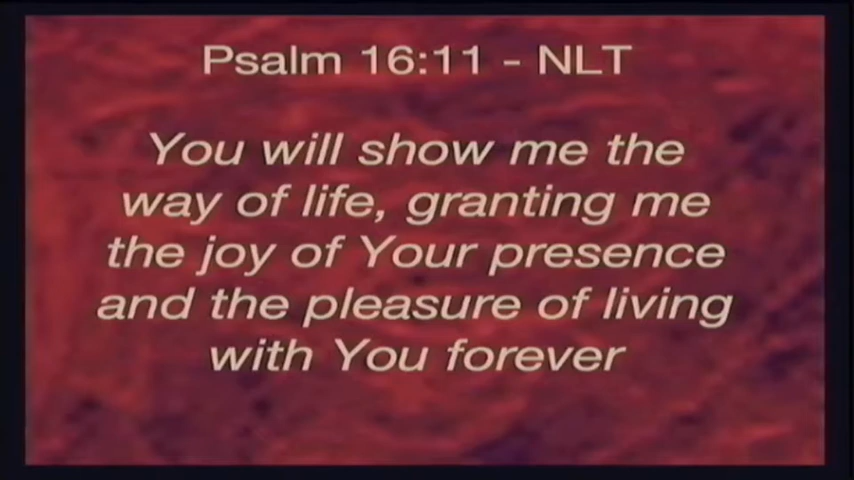 Psalm 16:11 - NLT
You will show me the
way of life, granting me
the joy of Your presence
and the pleasure of living
with You forever